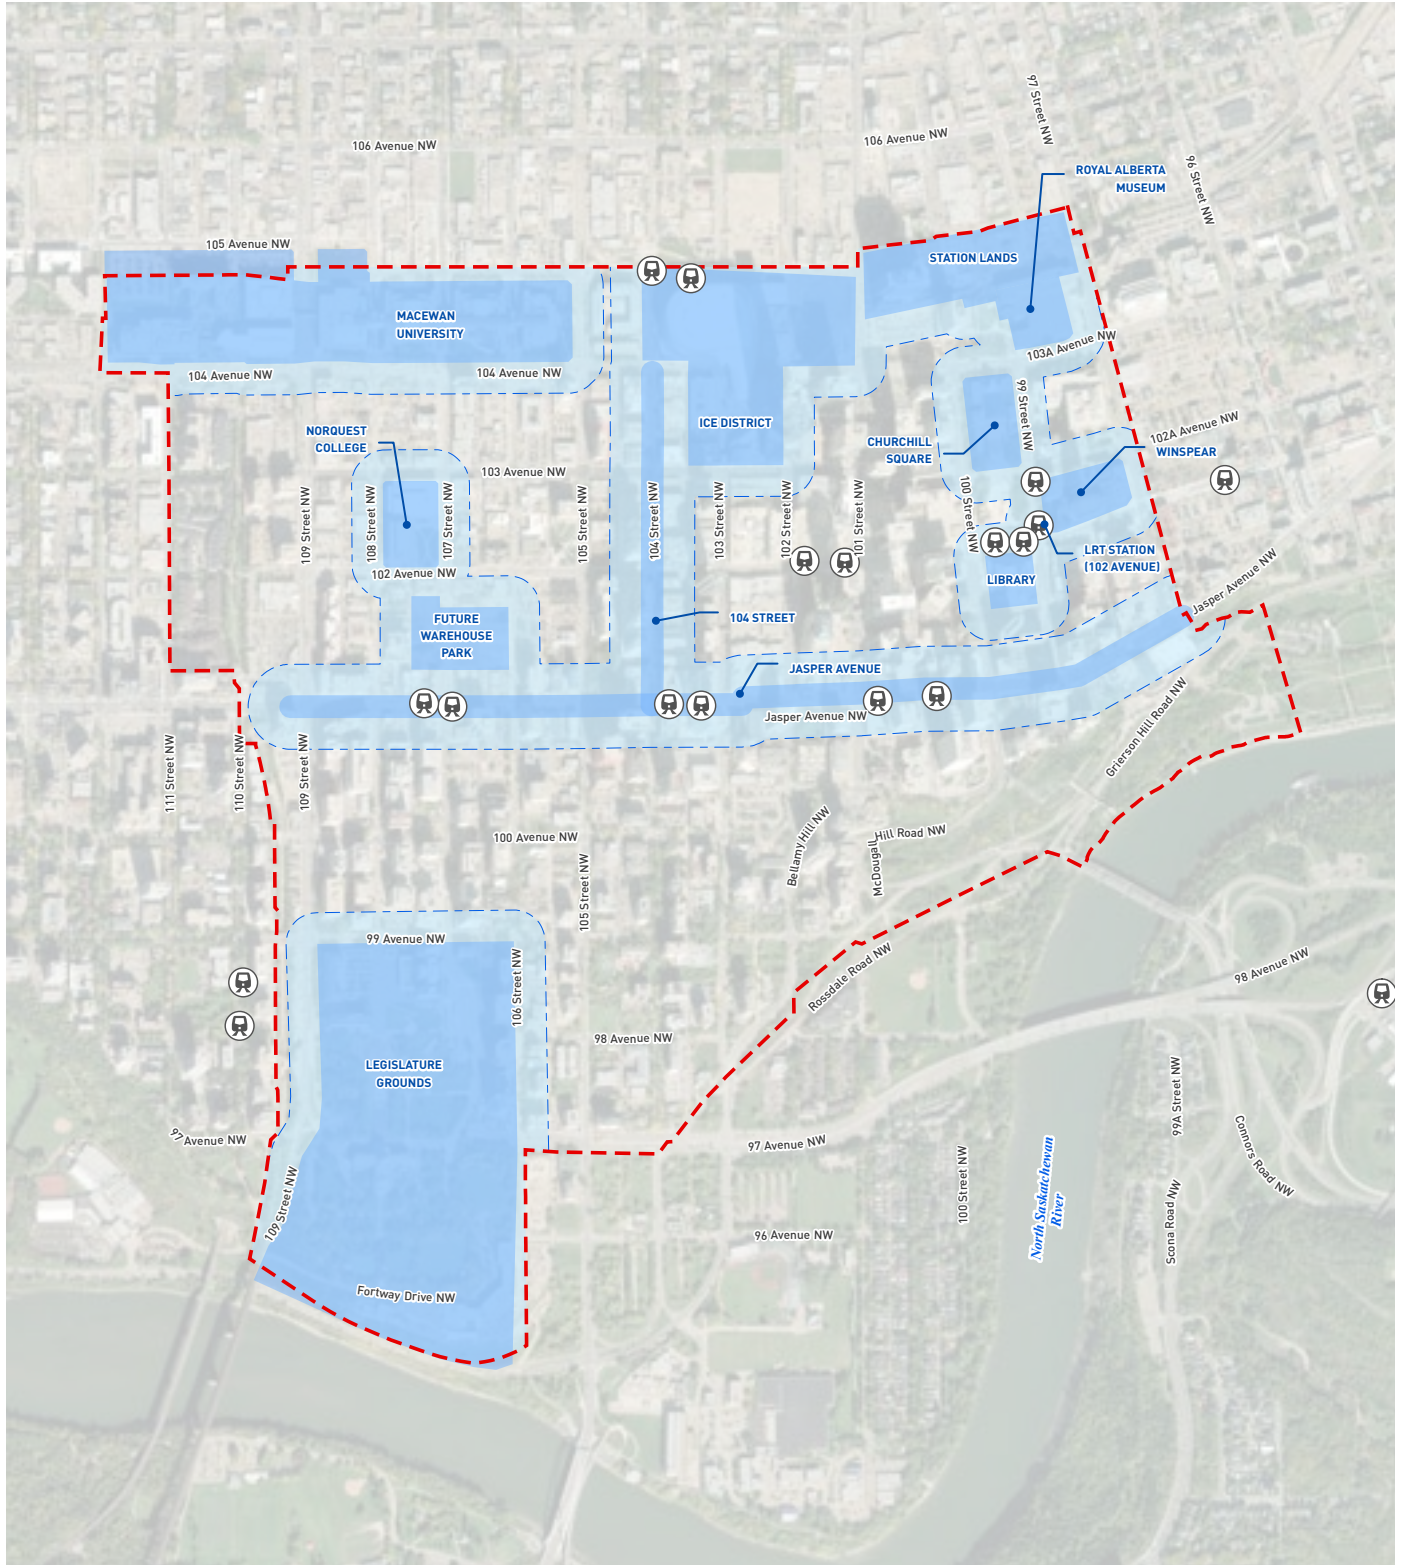 97 Street NW
106 Avenue NW
106 Avenue NW
96 Street NW
ROYAL ALBERTA
MUSEUM
105 Avenue NW
STATION LANDS
MACEWAN
UNIVERSITY
103A Avenue NW
104 Avenue NW
104 Avenue NW
99 Street NW
ICE DISTRICT
NORQUEST
COLLEGE
CHURCHILL
SQUARE
102A Avenue NW
WINSPEAR
103 Avenue NW
109 Street NW
108 Street NW
107 Street NW
105 Street NW
104 Street NW
103 Street NW
102 Street NW
101 Street NW
100 Street NW
LRT STATION
(102 AVENUE)
102 Avenue NW
LIBRARY
Jasper Avenue NW
FUTURE
WAREHOUSE
PARK
104 STREET
JASPER AVENUE
Jasper Avenue NW
Grierson Hill Road NW
111 Street NW
110 Street NW
109 Street NW
100 Avenue NW
Bellamy Hill NW
McDougall
Hill Road NW
105 Street NW
99 Avenue NW
106 Street NW
Rossdale Road NW
98 Avenue NW
98 Avenue NW
LEGISLATURE
GROUNDS
97 Avenue NW
97 Avenue NW
99A Street NW
Connors Road NW
109 Street NW
100 Street NW
North Saskatchewan
River
Scona Road NW
96 Avenue NW
Fortway Drive NW